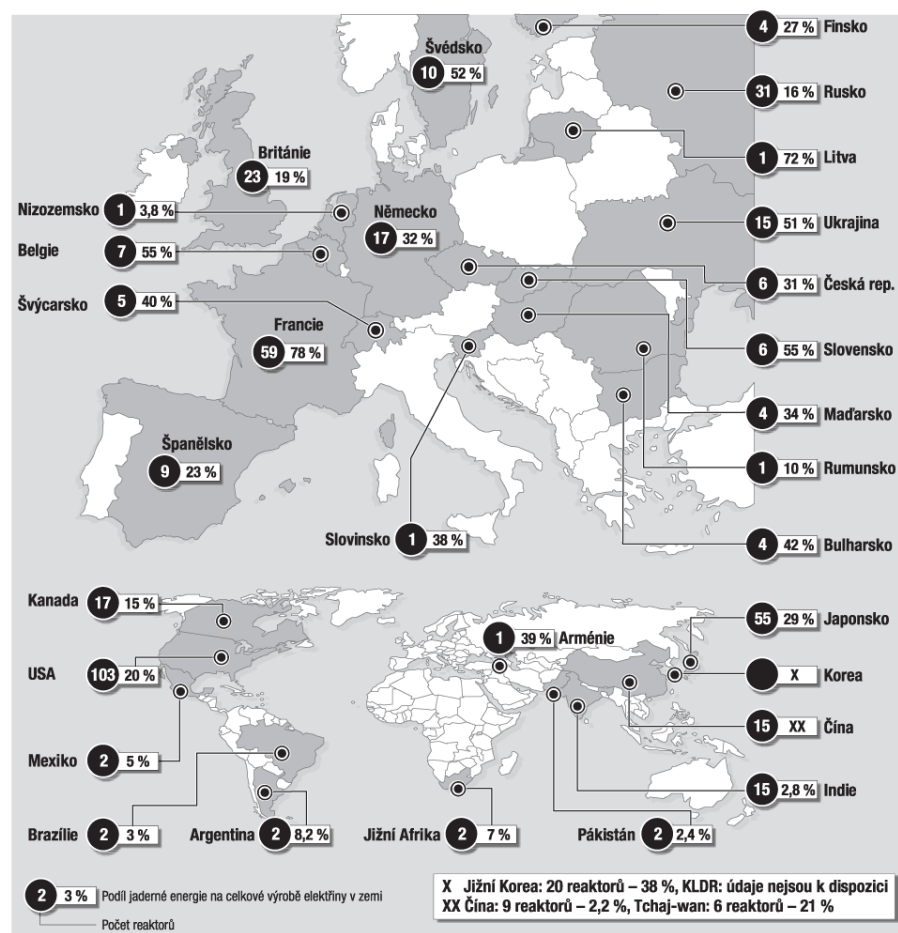 4 27 % Finsko
Švédsko
10 52 %
31 16 % Rusko
Británie
23 19 %
1 72 % Litva
Nizozemsko 1 3,8 %
Německo
17 32 %
15 51 % Ukrajina
Belgie 7 55 %
6 31 % Česká rep.
Švýcarsko 5 40 %
Francie
59 78 %
6 55 % Slovensko
4 34 % Maďarsko
Španělsko
9 23 %
1 10 % Rumunsko
Slovinsko 1 38 %
4 42 % Bulharsko
Kanada 17 15 %
55 29 % Japonsko
1 39 % Arménie
USA 103 20 %
X Korea
15 XX Čína
Mexiko 2 5 %
15 2,8 % Indie
Brazílie 2 3 %
Argentina 2 8,2 %
Jižní Afrika 2 7 %
Pákistán 2 2,4 %
2 3 % Podíl jaderné energie na celkové výrobě elektřiny v zemi
Počet reaktorů
X Jižní Korea: 20 reaktorů – 38 %, KLDR: údaje nejsou k dispozici
XX Čína: 9 reaktorů – 2,2 %, Tchaj-wan: 6 reaktorů – 21 %